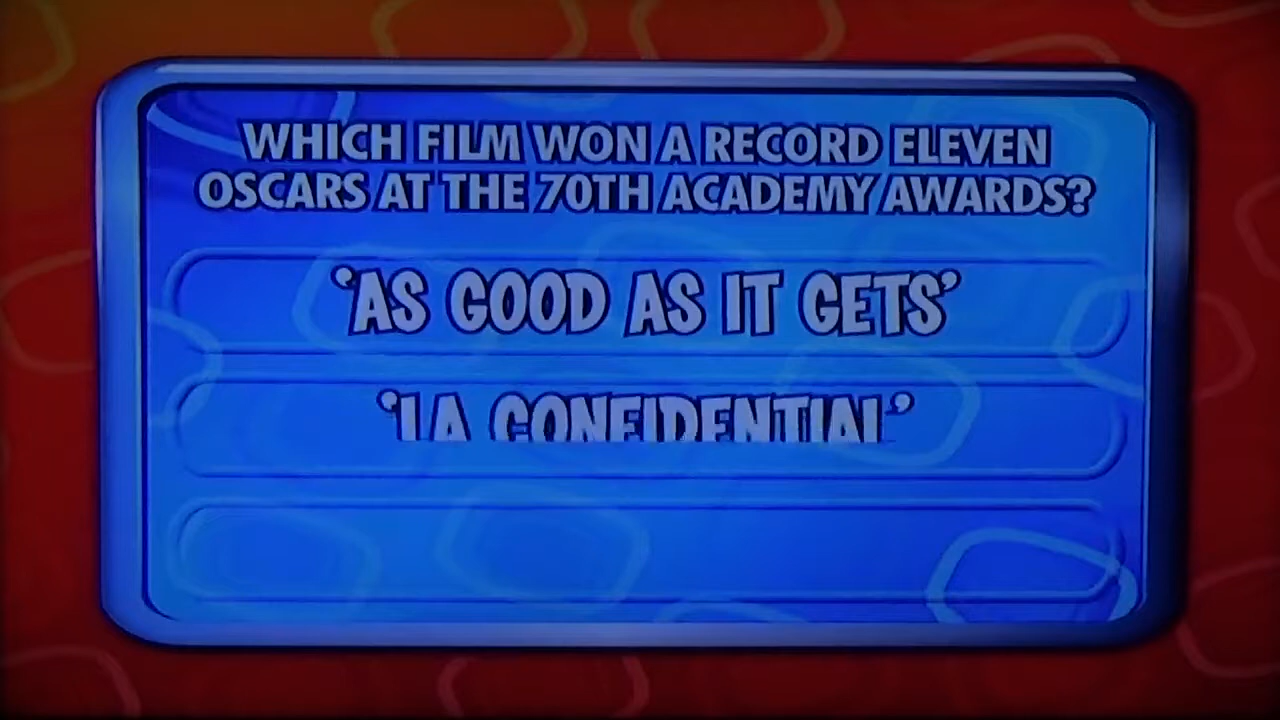 WHICH FILM WON A RECORD ELEVEN
OSCARS AT THE 70TH ACADEMY AWARDS?
‘AS GOOD AS IT GETS’
‘LA CONFIDENTIAL’